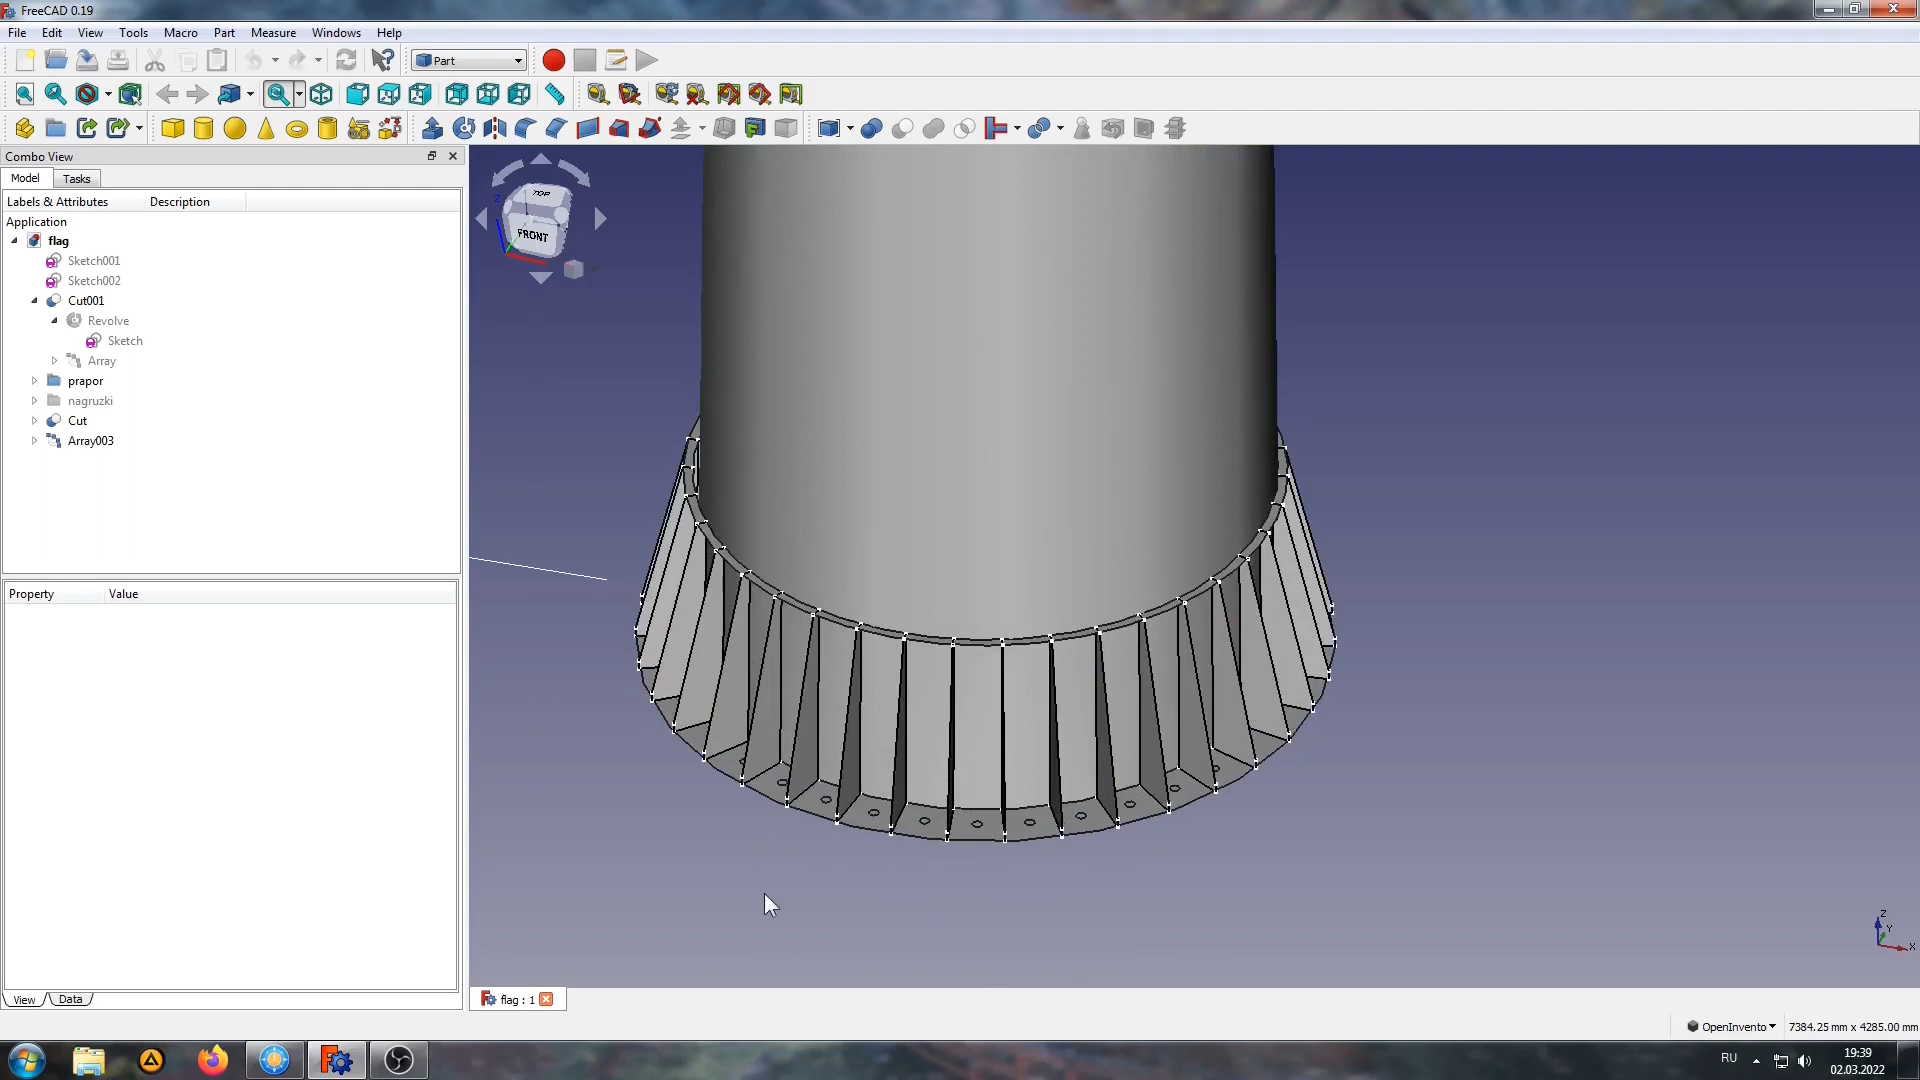 FreeCAD 0.19
File Edit View Tools Macro Part Measure Windows Help
Part
Combo View
Model Tasks
Labels & Attributes Description
Application
flag
Sketch001
Sketch002
Cut001
Revolve
Sketch
Array
prapor
nagruzki
Cut
Array003
Property Value
View Data
TOP
FRONT
Z
Z
Y
X
flag : 1
OpenInvento 7384.25 mm x 4285.00 mm
RU
19:39
02.03.2022